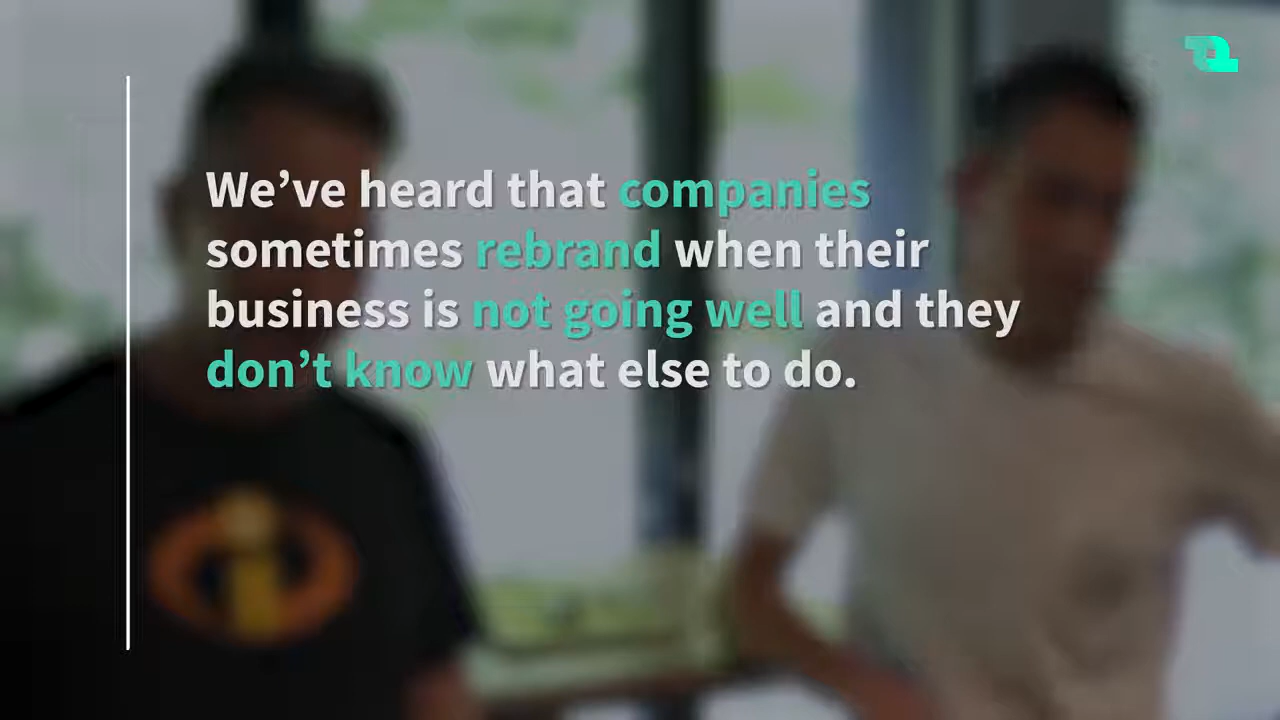 We’ve heard that companies
sometimes rebrand when their
business is not going well and they
don’t know what else to do.